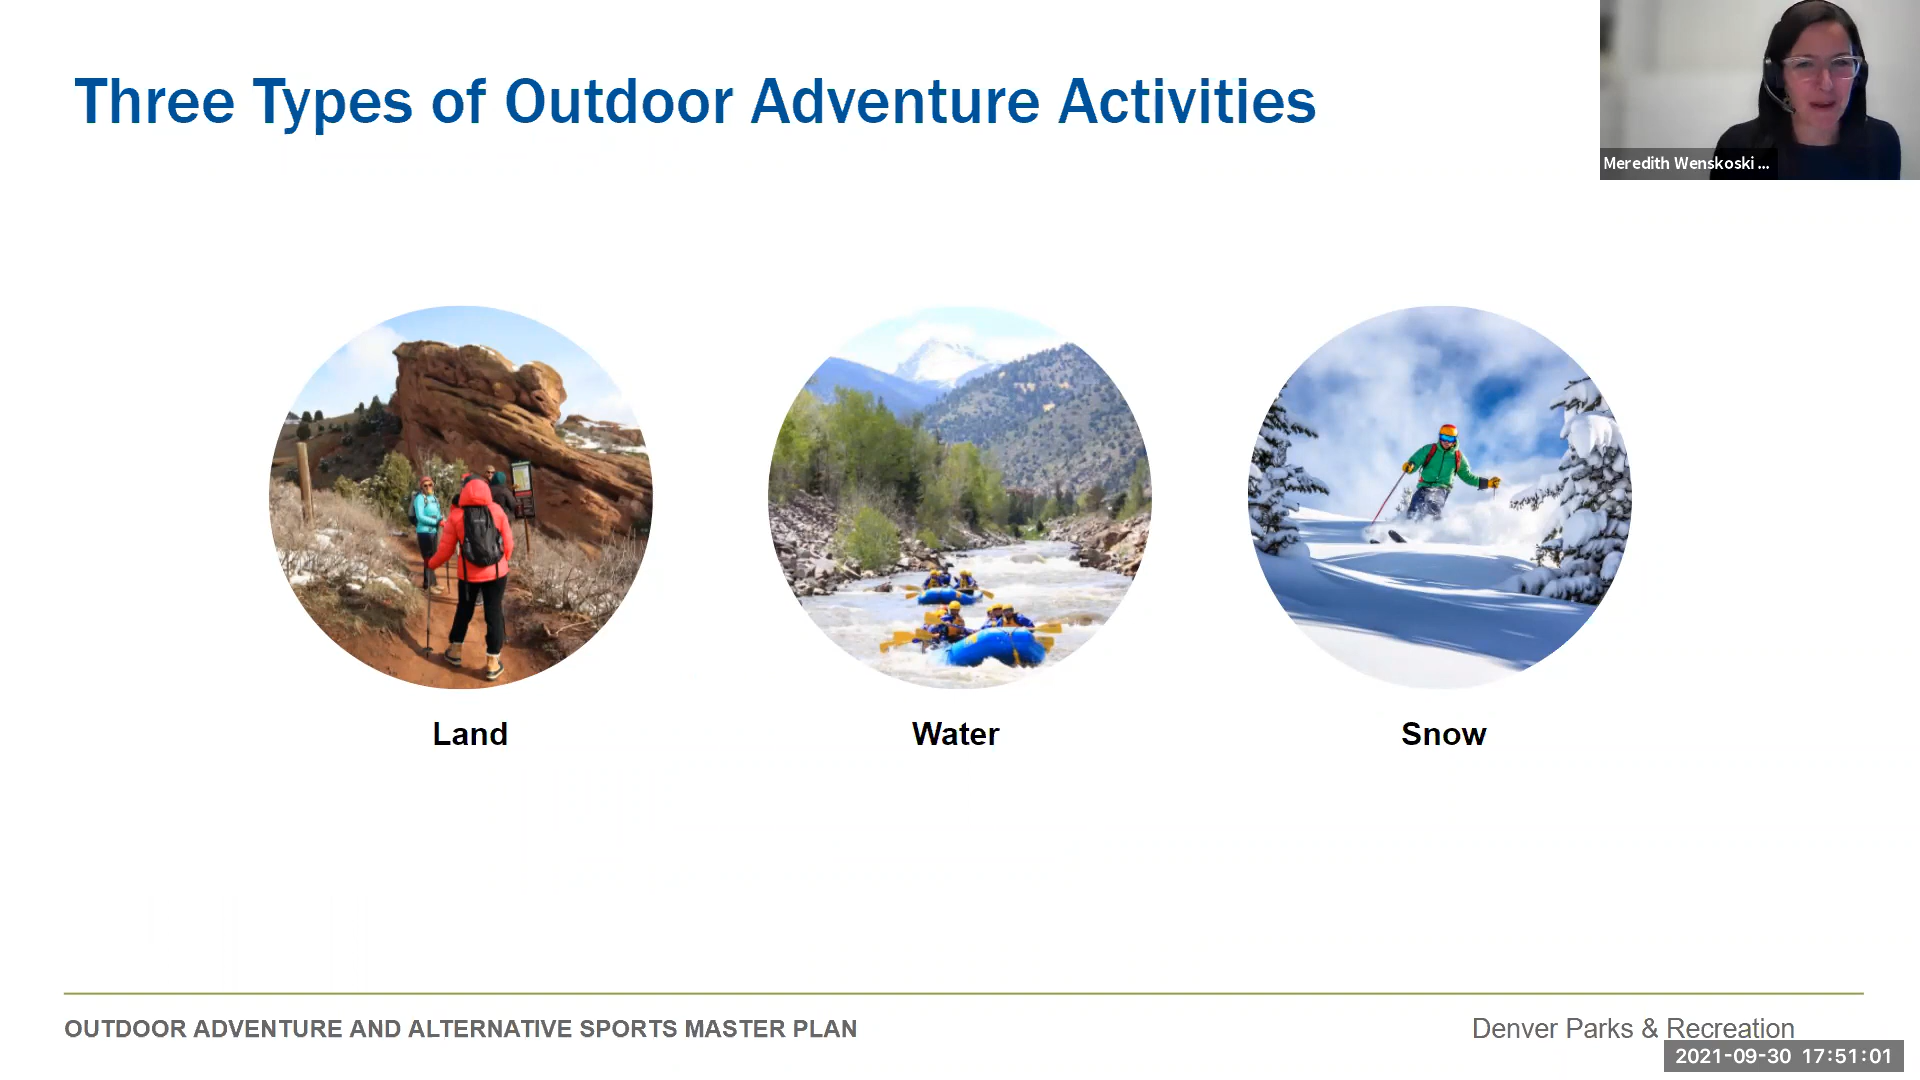 Three Types of Outdoor Adventure Activities
Meredith Wenskoski ...
Land
Water
Snow
OUTDOOR ADVENTURE AND ALTERNATIVE SPORTS MASTER PLAN
Denver Parks & Recreation
2021-09-30 17:51:01